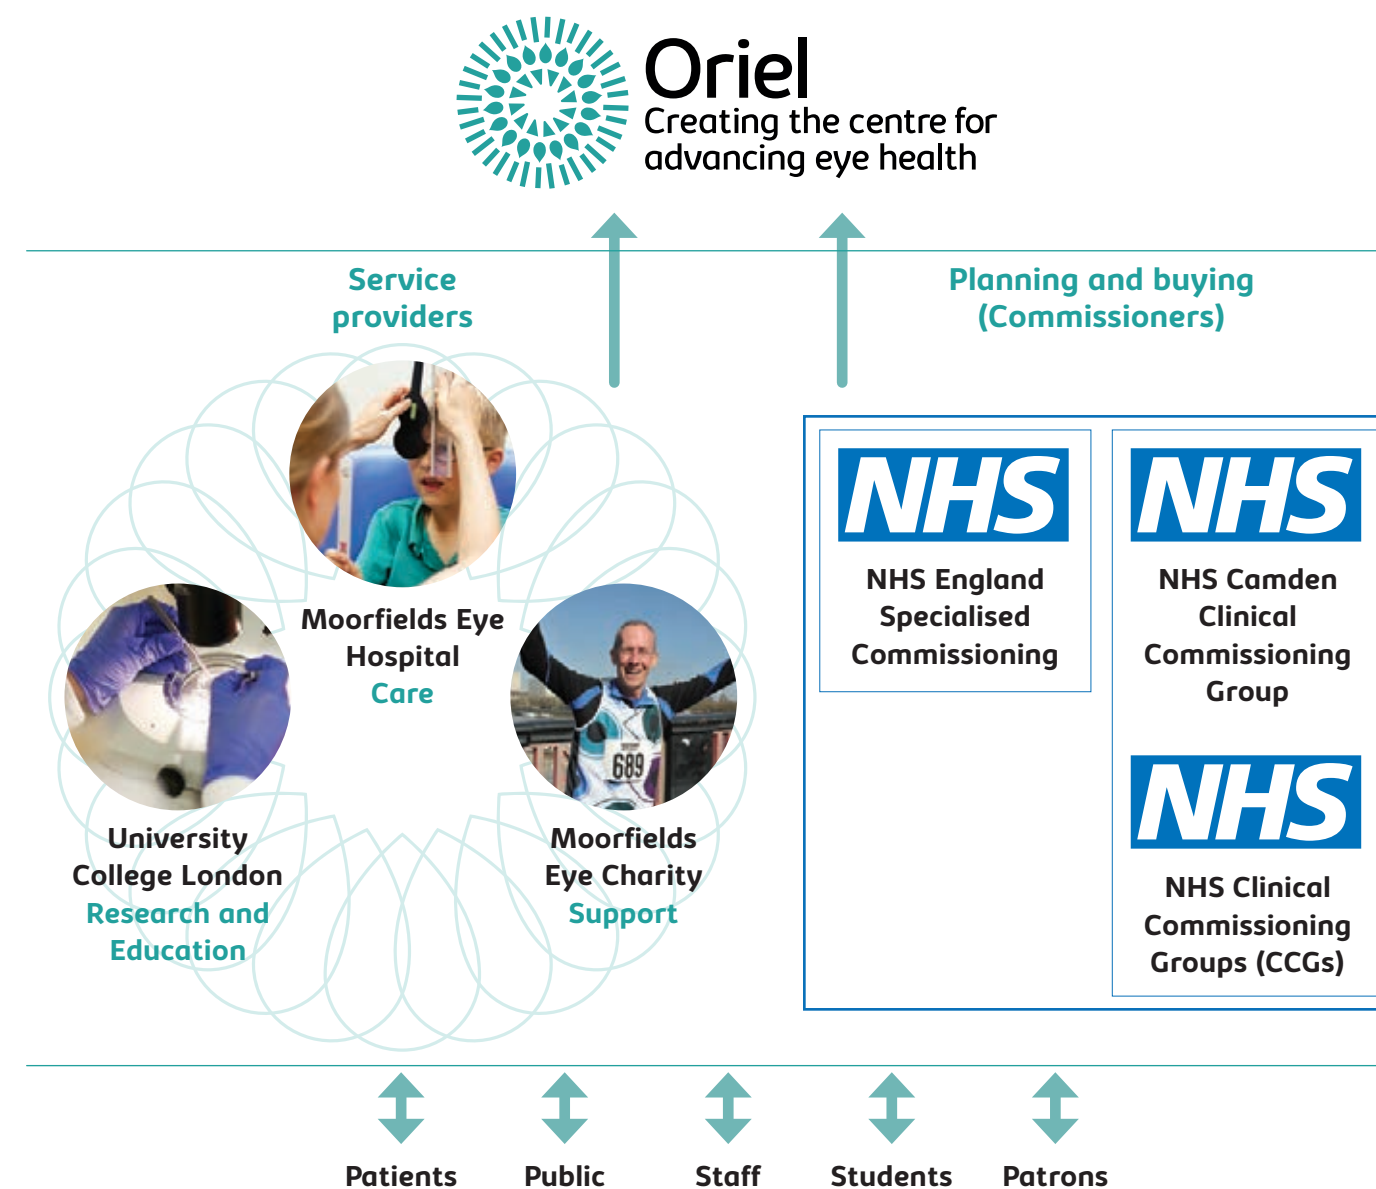 Oriel
Creating the centre for
advancing eye health
Service
providers
Planning and buying
(Commissioners)
Moorfields Eye
Hospital
Care
University
College London
Research and
Education
689
Moorfields
Eye Charity
Support
NHS
NHS England
Specialised
Commissioning
NHS
NHS Camden
Clinical
Commissioning
Group
NHS
NHS Clinical
Commissioning
Groups (CCGs)
Patients
Public
Staff
Students
Patrons